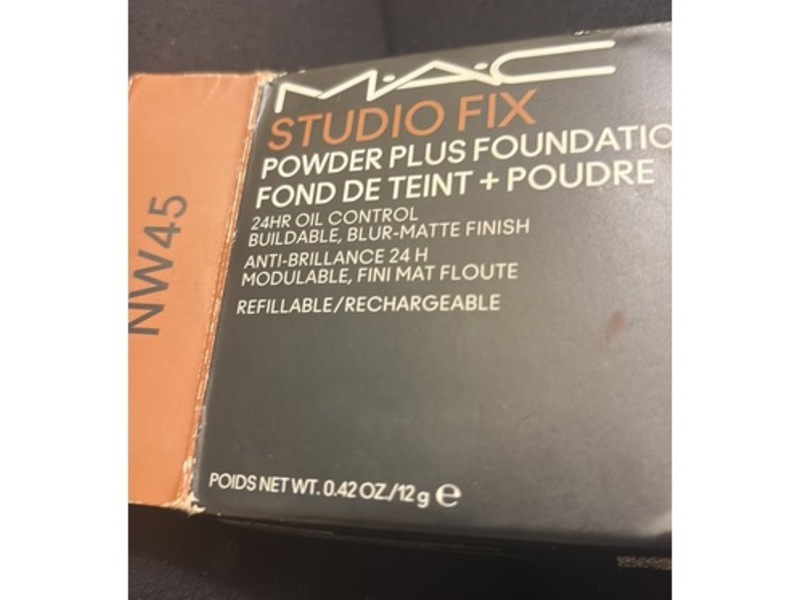 M·A·C
STUDIO FIX
POWDER PLUS FOUNDATIO
FOND DE TEINT + POUDRE
24HR OIL CONTROL
BUILDABLE, BLUR-MATTE FINISH
ANTI-BRILLANCE 24 H
MODULABLE, FINI MAT FLOUTE
REFILLABLE/RECHARGEABLE
POIDS NET WT. 0.42 OZ./12 g ℮
NW45